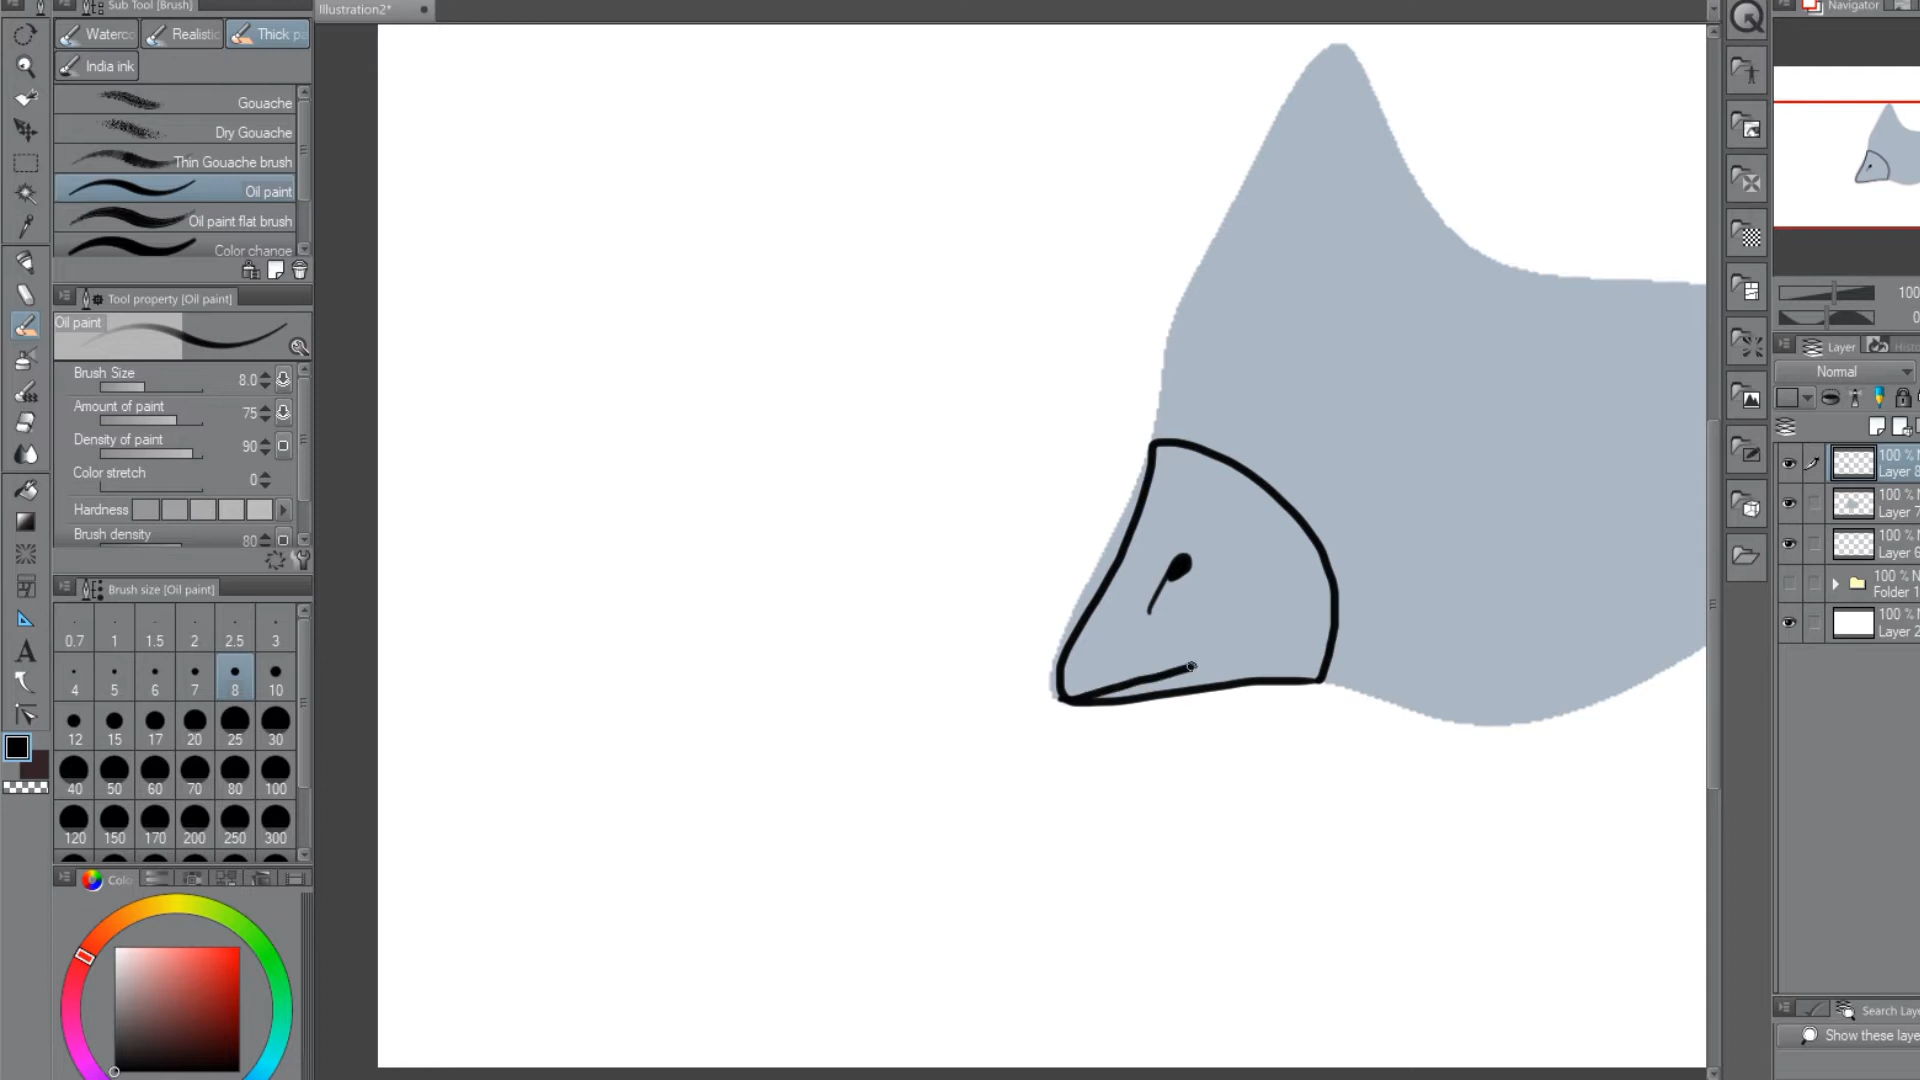 Sub Tool [Brush]
Illustration2*
Navigator
Waterco
Realistic
Thick pa
India ink
Gouache
Dry Gouache
Thin Gouache brush
Oil paint
Oil paint flat brush
Color change
Tool property [Oil paint]
Oil paint
Brush Size
8.0
Amount of paint
75
Density of paint
90
Color stretch
0
Hardness
Brush density
80
Brush size [Oil paint]
0.7 1 1.5 2 2.5 3
4 5 6 7 8 10
12 15 17 20 25 30
40 50 60 70 80 100
120 150 170 200 250 300
Colo
100
0
Layer
Histo
Normal
100 % N
Layer 8
100 % N
Layer 7
100 % N
Layer 6
100 % N
Folder 1
100 % N
Layer 2
Search Laye
Show these laye